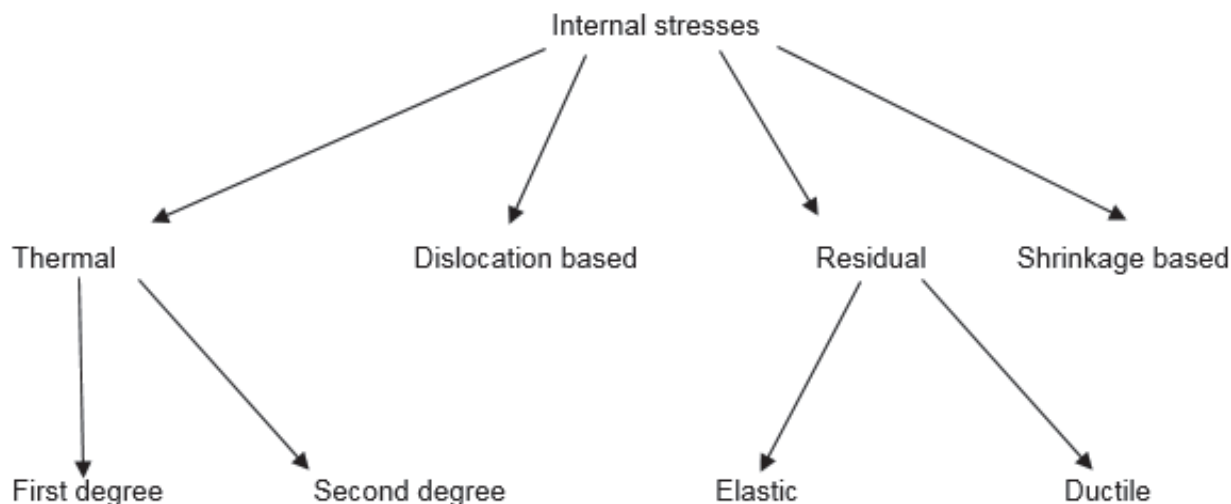 Internal stresses
Thermal Dislocation based Residual Shrinkage based
First degree Second degree Elastic Ductile